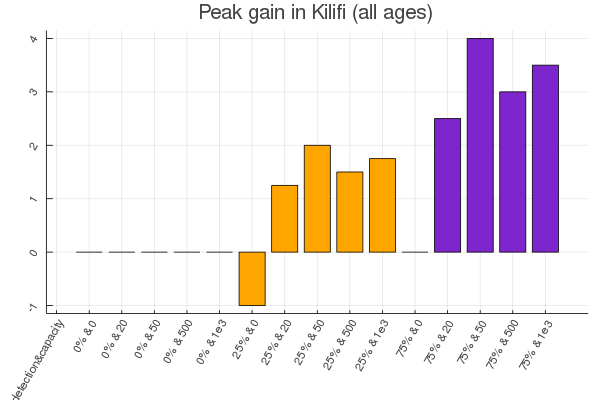 Peak gain in Kilifi (all ages)
4
3
2
1
0
-1
detection&capacity
0% & 0
0% & 20
0% & 50
0% & 500
0% & 1e3
25% & 0
25% & 20
25% & 50
25% & 500
25% & 1e3
75% & 0
75% & 20
75% & 50
75% & 500
75% & 1e3